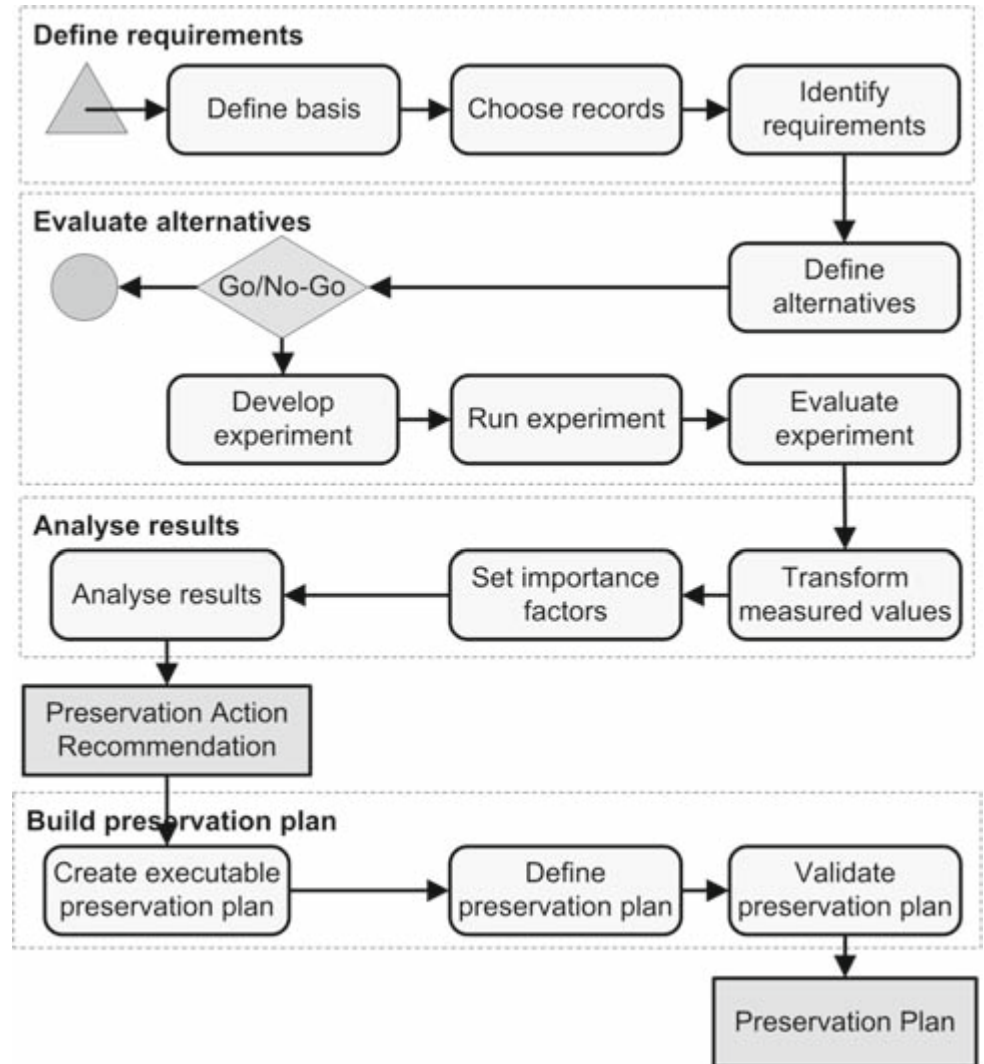 Define requirements
Define basis
Choose records
Identify
requirements
Evaluate alternatives
Go/No-Go
Define
alternatives
Develop
experiment
Run experiment
Evaluate
experiment
Analyse results
Analyse results
Set importance
factors
Transform
measured values
Preservation Action
Recommendation
Build preservation plan
Create executable
preservation plan
Define
preservation plan
Validate
preservation plan
Preservation Plan